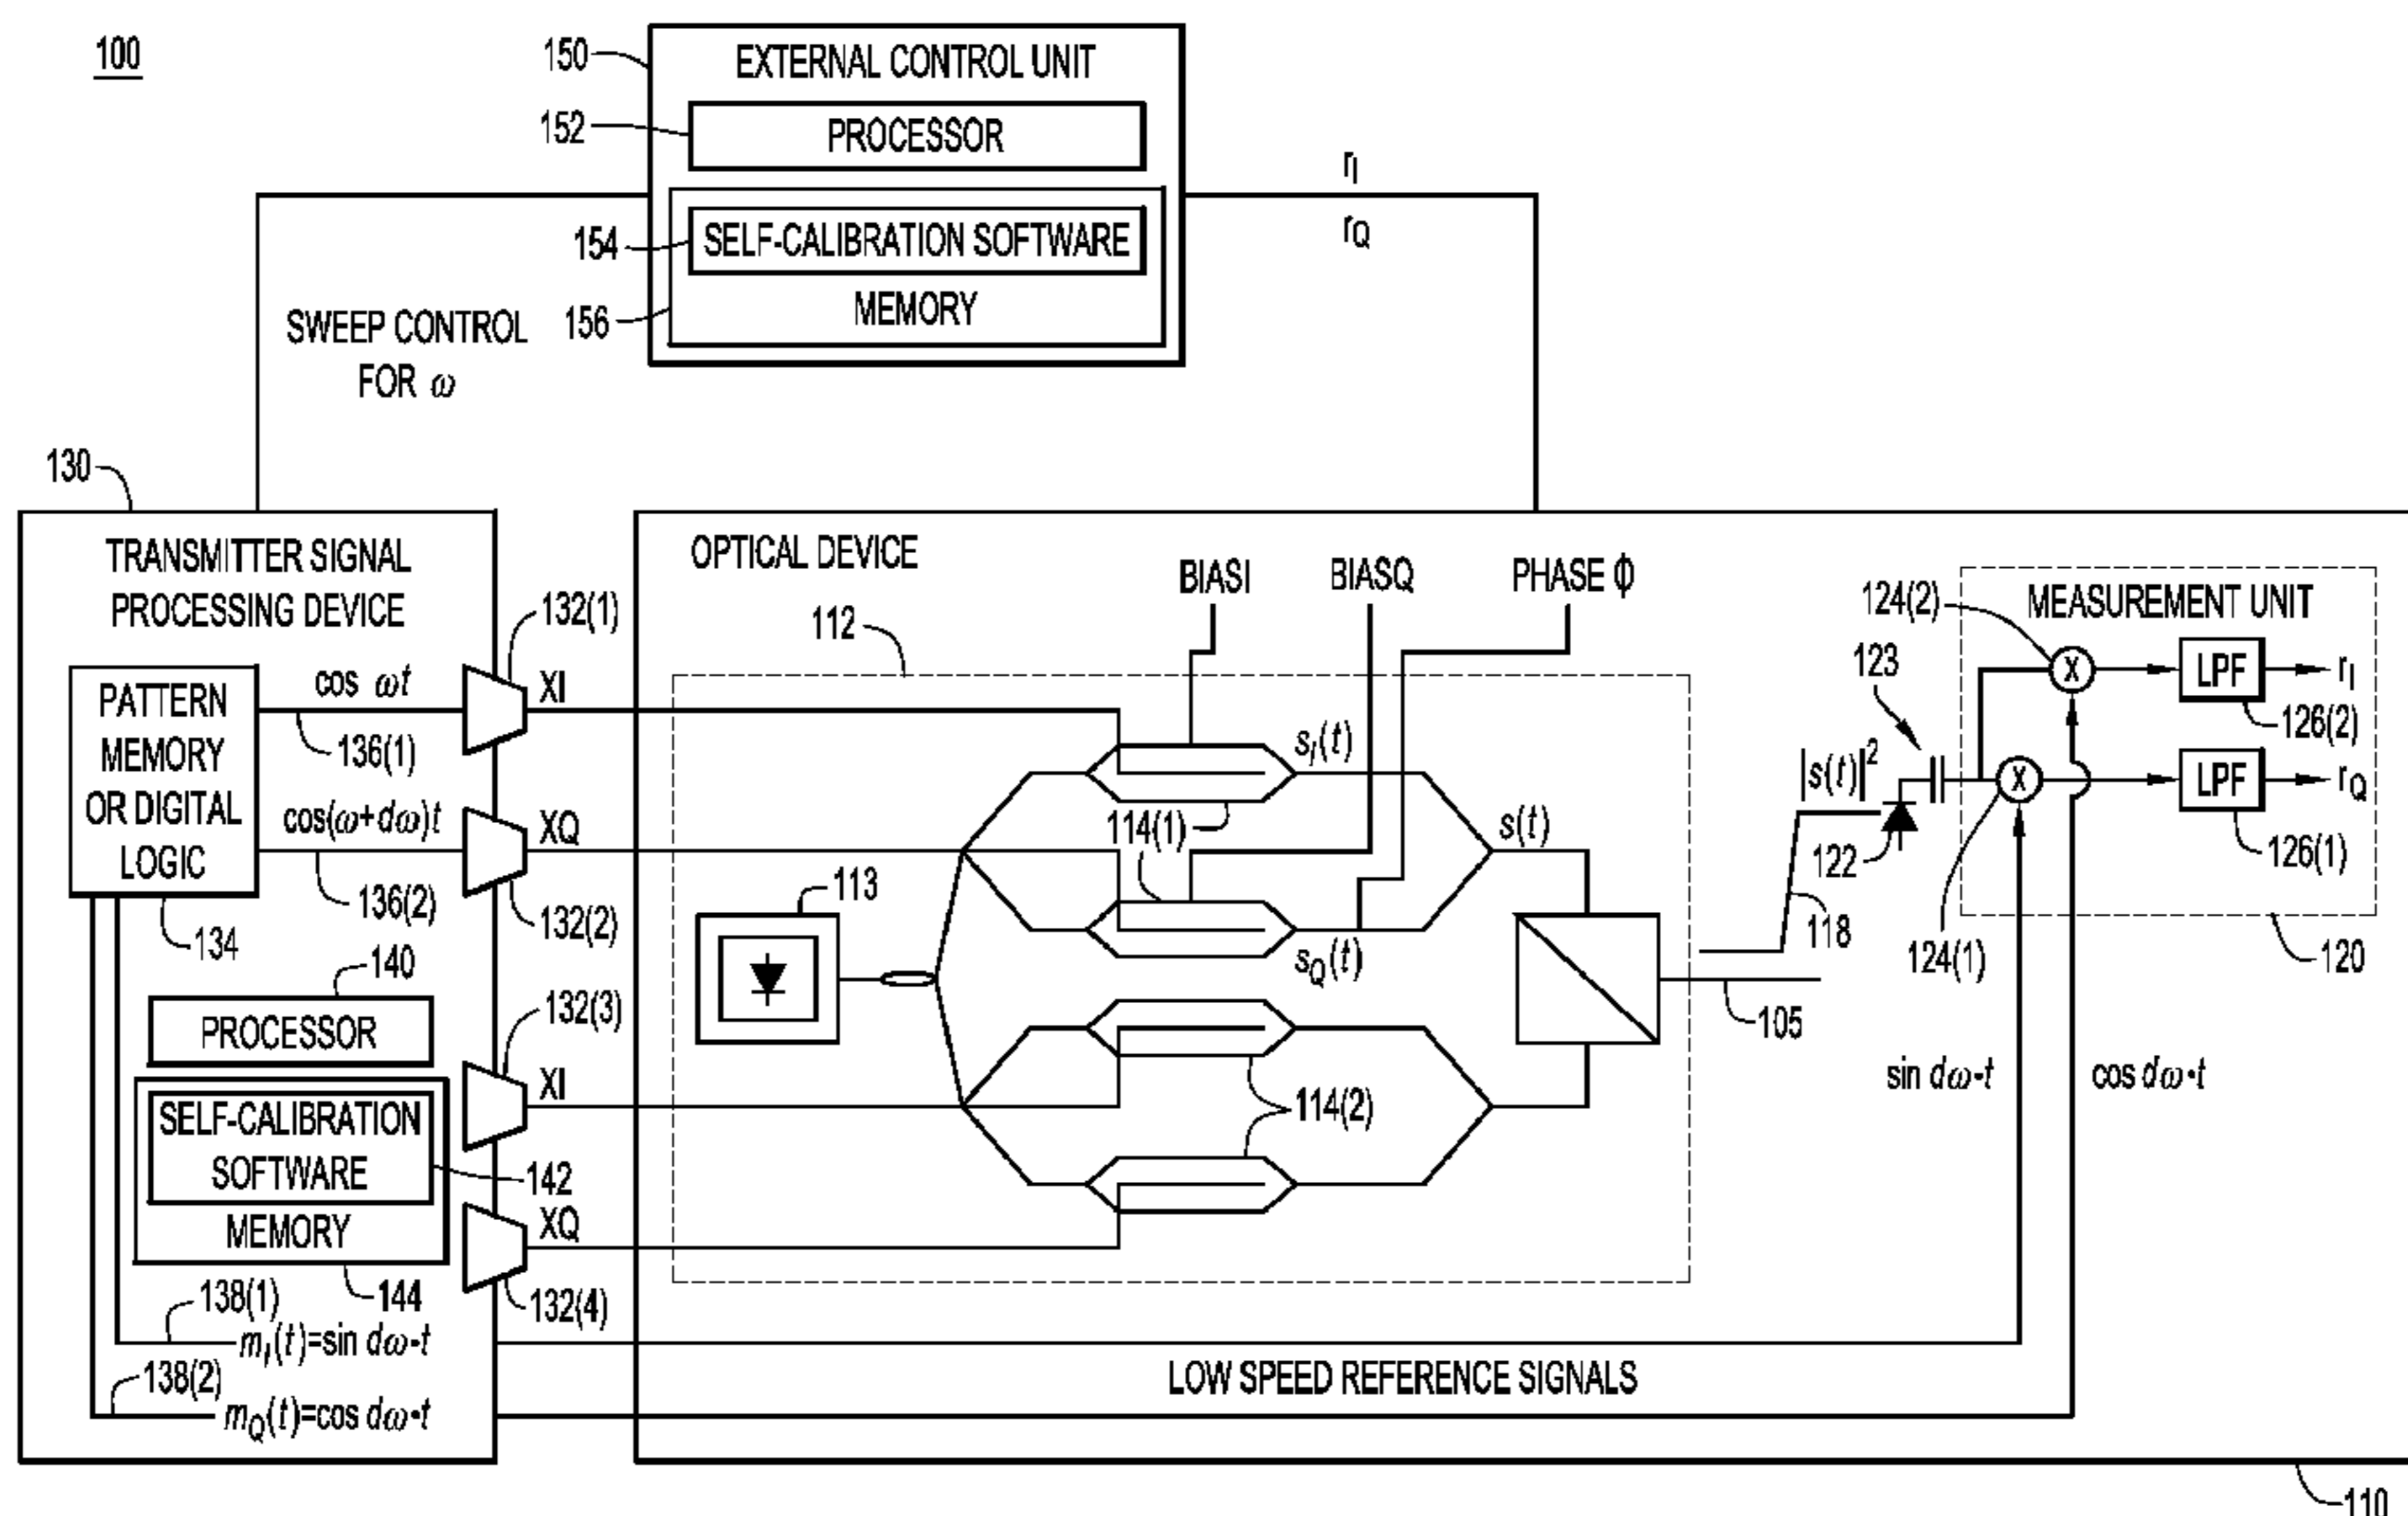 100
150
EXTERNAL CONTROL UNIT
152
PROCESSOR
154
SELF-CALIBRATION SOFTWARE
156
MEMORY
rI
rQ
SWEEP CONTROL
FOR ω
130
TRANSMITTER SIGNAL
PROCESSING DEVICE
PATTERN
MEMORY
OR DIGITAL
LOGIC
134
cos ωt
136(1)
cos(ω+dω)t
136(2)
132(1)
XI
XQ
132(2)
140
PROCESSOR
132(3)
XI
SELF-CALIBRATION
SOFTWARE
142
MEMORY
144
XQ
132(4)
138(1)
mI(t)=sin dω•t
138(2)
mQ(t)=cos dω•t
OPTICAL DEVICE
112
BIASI
BIASQ
PHASE ϕ
113
sI(t)
114(1)
sQ(t)
s(t)
114(2)
105
118
|s(t)|²
122
123
124(2)
MEASUREMENT UNIT
X
LPF
rI
126(2)
X
LPF
rQ
126(1)
124(1)
120
sin dω•t
cos dω•t
LOW SPEED REFERENCE SIGNALS
110